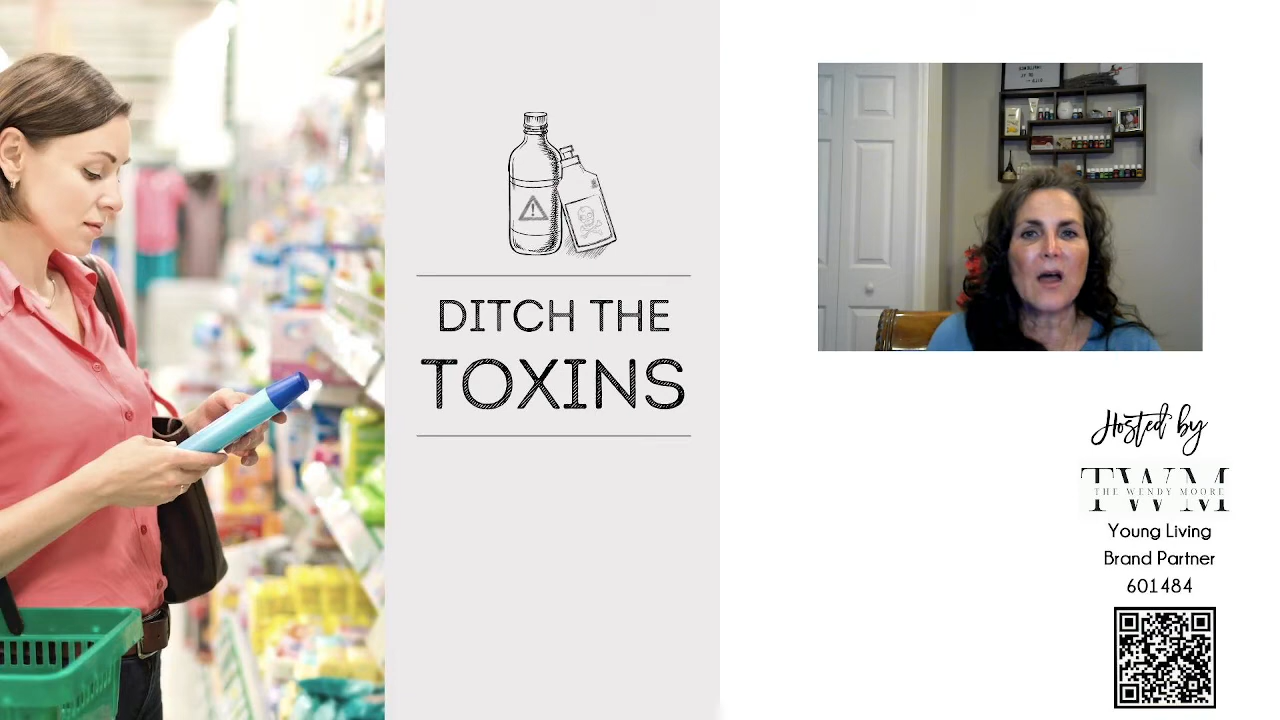 DITCH THE
TOXINS
Hosted by
TWM
THE WENDY MOORE
Young Living
Brand Partner
601484